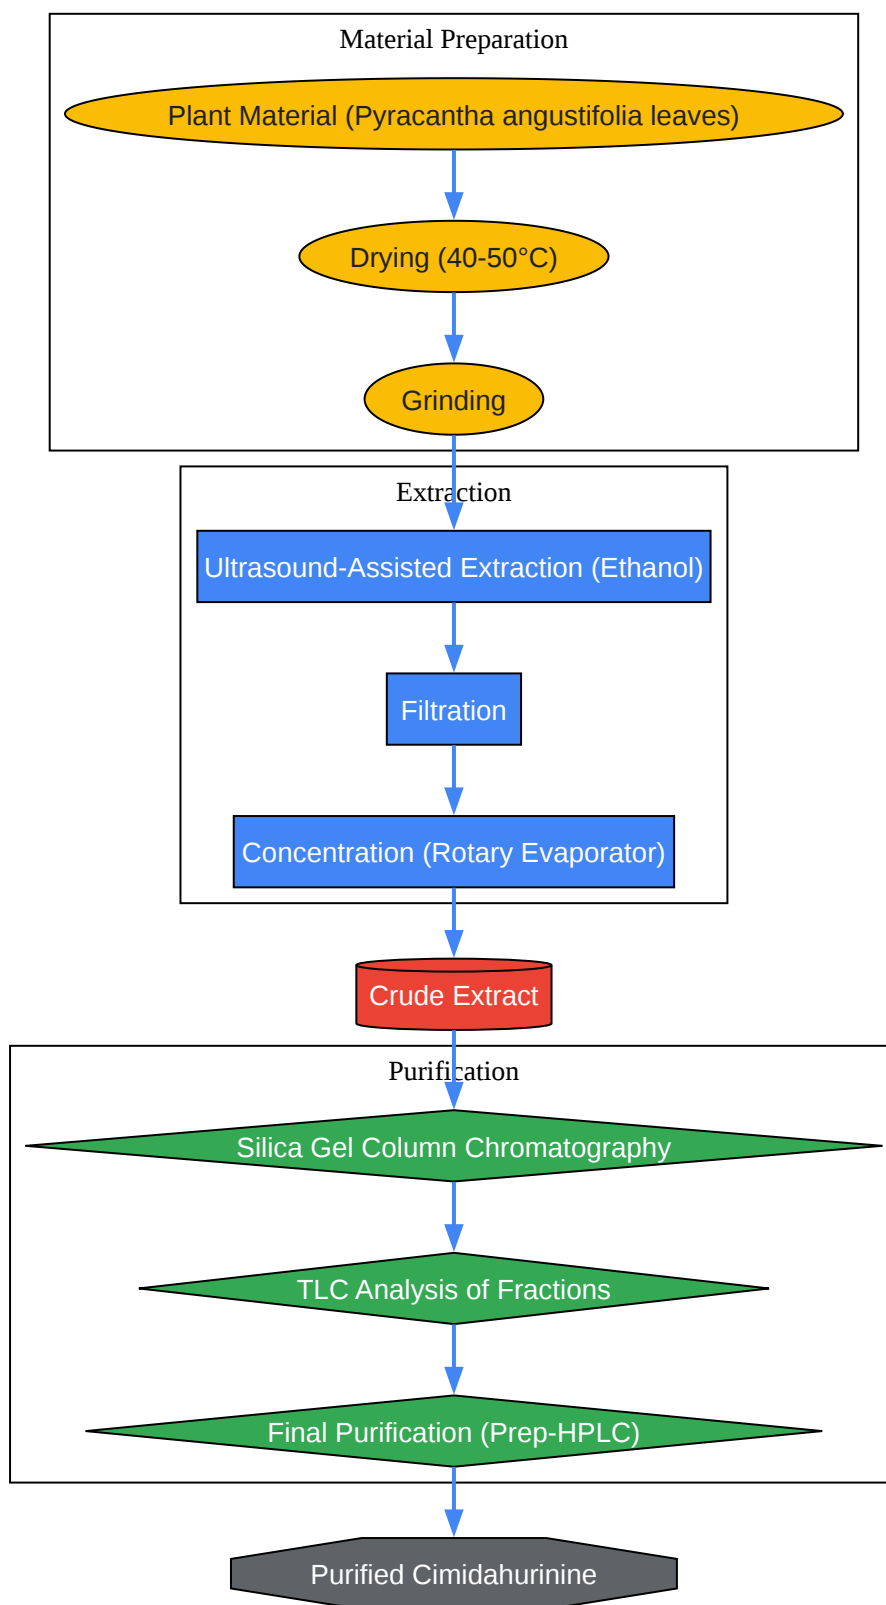 Material Preparation
Plant Material (Pyracantha angustifolia leaves)
Drying (40-50°C)
Grinding
Extraction
Ultrasound-Assisted Extraction (Ethanol)
Filtration
Concentration (Rotary Evaporator)
Crude Extract
Purification
Silica Gel Column Chromatography
TLC Analysis of Fractions
Final Purification (Prep-HPLC)
Purified Cimidahurinine